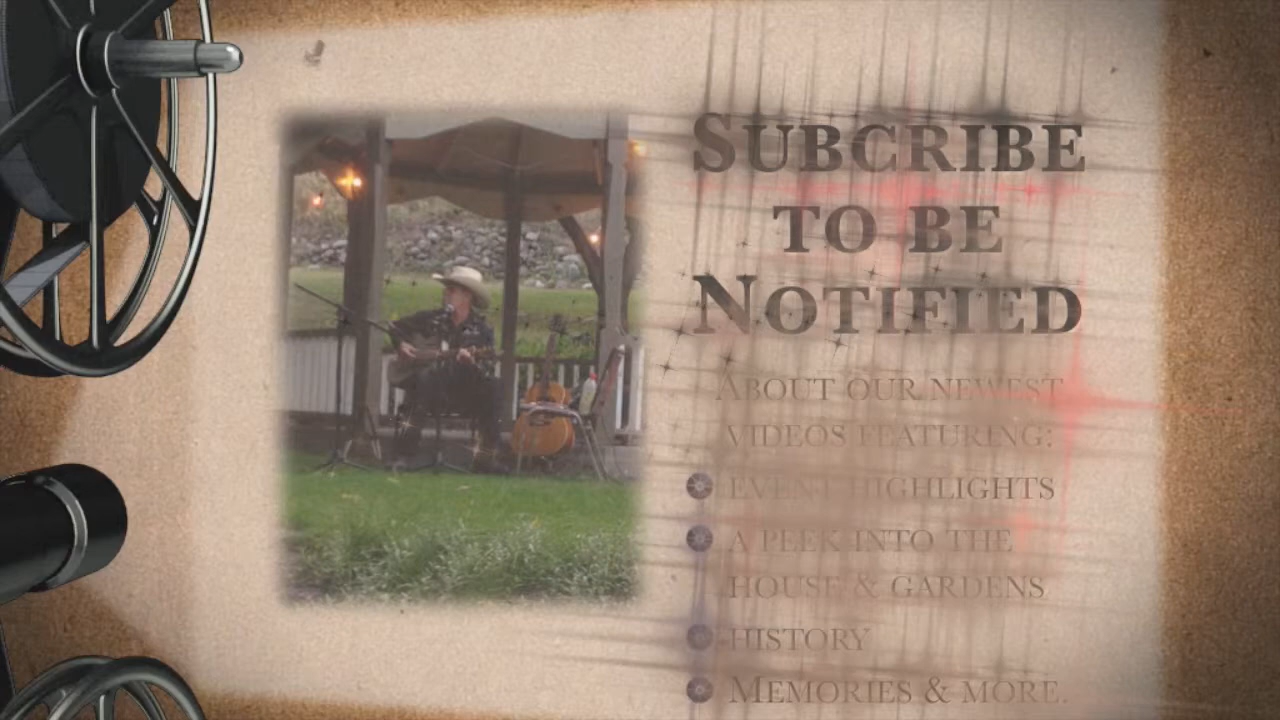 SUBCRIBE
TO BE
NOTIFIED
ABOUT OUR NEWEST
VIDEOS FEATURING:
EVENT HIGHLIGHTS
A PEEK INTO THE
HOUSE & GARDENS
HISTORY
MEMORIES & MORE.